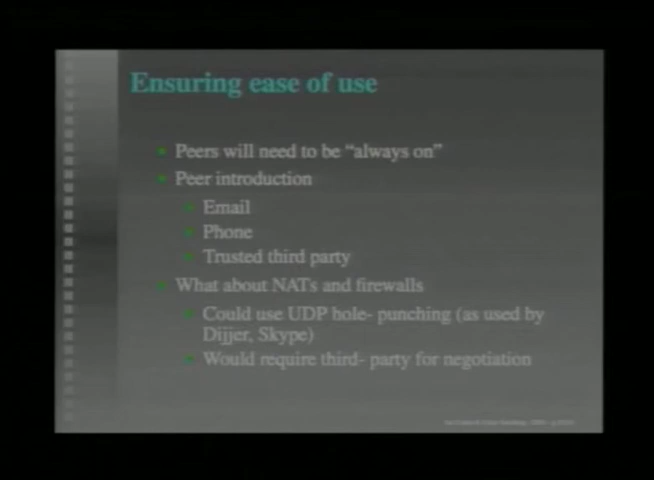 Ensuring ease of use
Peers will need to be “always on”
Peer introduction
Email
Phone
Trusted third party
What about NATs and firewalls
Could use UDP hole- punching (as used by
Dijjer, Skype)
Would require third- party for negotiation